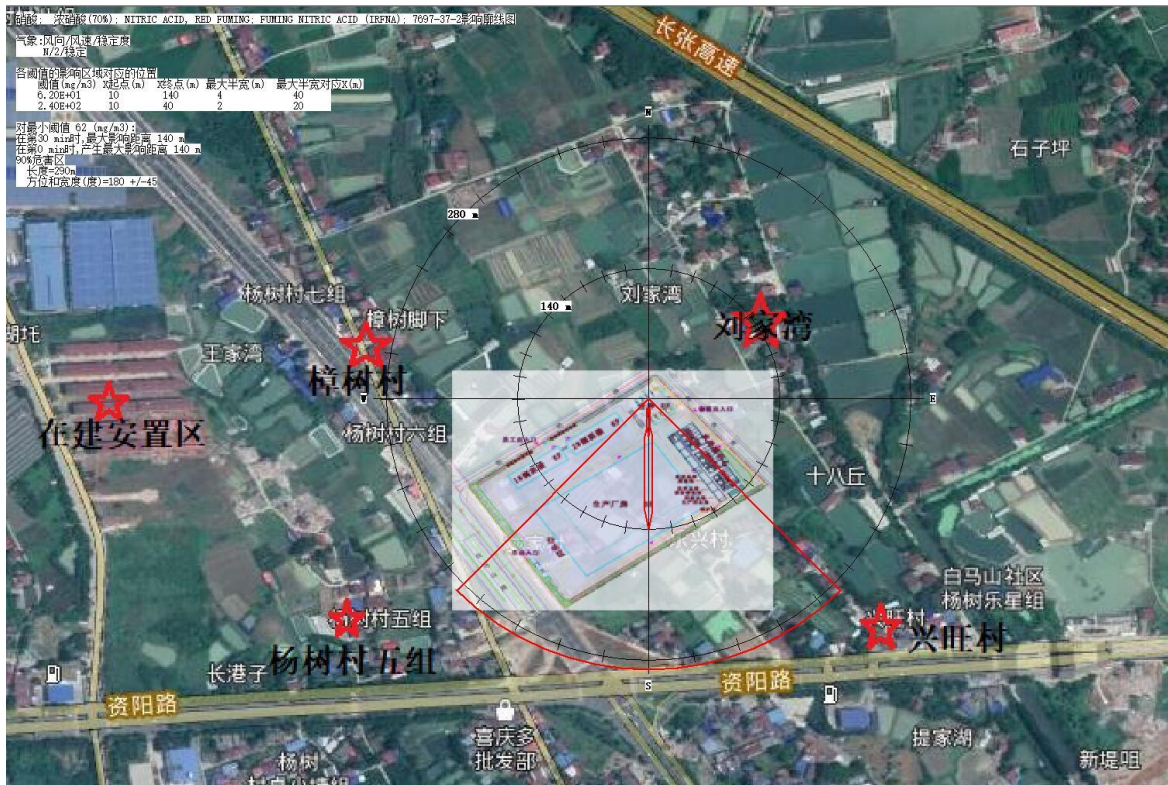 硝酸; 浓硝酸(70%); NITRIC ACID, RED FUMING; FUMING NITRIC ACID (IRFNA); 7697-37-2影响廓线图
气象:风向/风速/稳定度
N/2/稳定
各阈值的影响区域对应的位置
阈值(mg/m3) X起点(m) X终点(m) 最大半宽(m) 最大半宽对应X(m)
6.20E+01 10 140 4 40
2.40E+02 10 40 2 20
对最小阈值 62 (mg/m3):
在第30 min时,最大影响距离 140 m
在第0 min时,产生最大影响距离 140 m
90%危害区
长度=290m
方位和宽度(度)=180 +/-45
长张高速
N
石子坪
280 m
杨树村七组
刘家湾
140 m
樟树脚下
刘家湾
王家湾
樟树村
W
E
在建安置区
杨树村六组
十八丘
生产厂房
乐兴村
白马山社区
杨树乐星组
杨树村五组
兴旺村
杨树村五组
长港子
资阳路
S
资阳路
喜庆多
批发部
提家湖
杨树
新堤咀